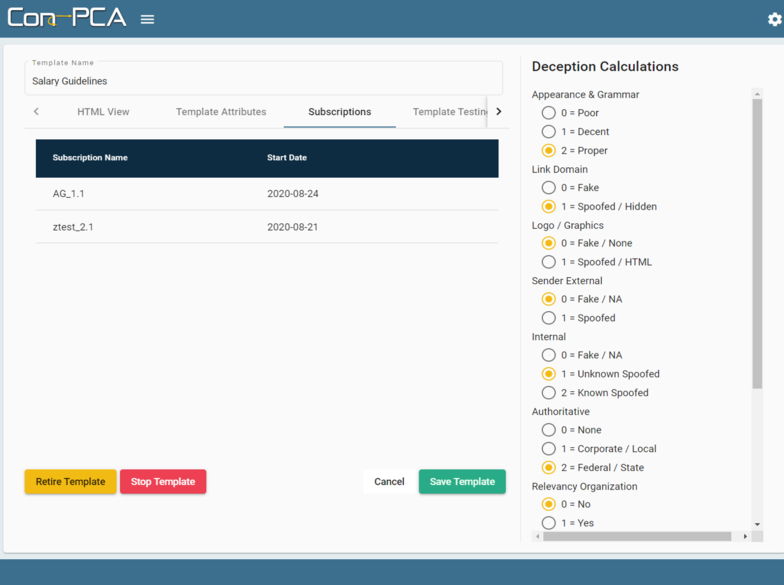 Con-PCA
Template Name
Salary Guidelines
HTML View Template Attributes Subscriptions Template Testing
Subscription Name Start Date
AG_1.1 2020-08-24
ztest_2.1 2020-08-21
Retire Template Stop Template Cancel Save Template
Deception Calculations
Appearance & Grammar
0 = Poor
1 = Decent
2 = Proper
Link Domain
0 = Fake
1 = Spoofed / Hidden
Logo / Graphics
0 = Fake / None
1 = Spoofed / HTML
Sender External
0 = Fake / NA
1 = Spoofed
Internal
0 = Fake / NA
1 = Unknown Spoofed
2 = Known Spoofed
Authoritative
0 = None
1 = Corporate / Local
2 = Federal / State
Relevancy Organization
0 = No
1 = Yes